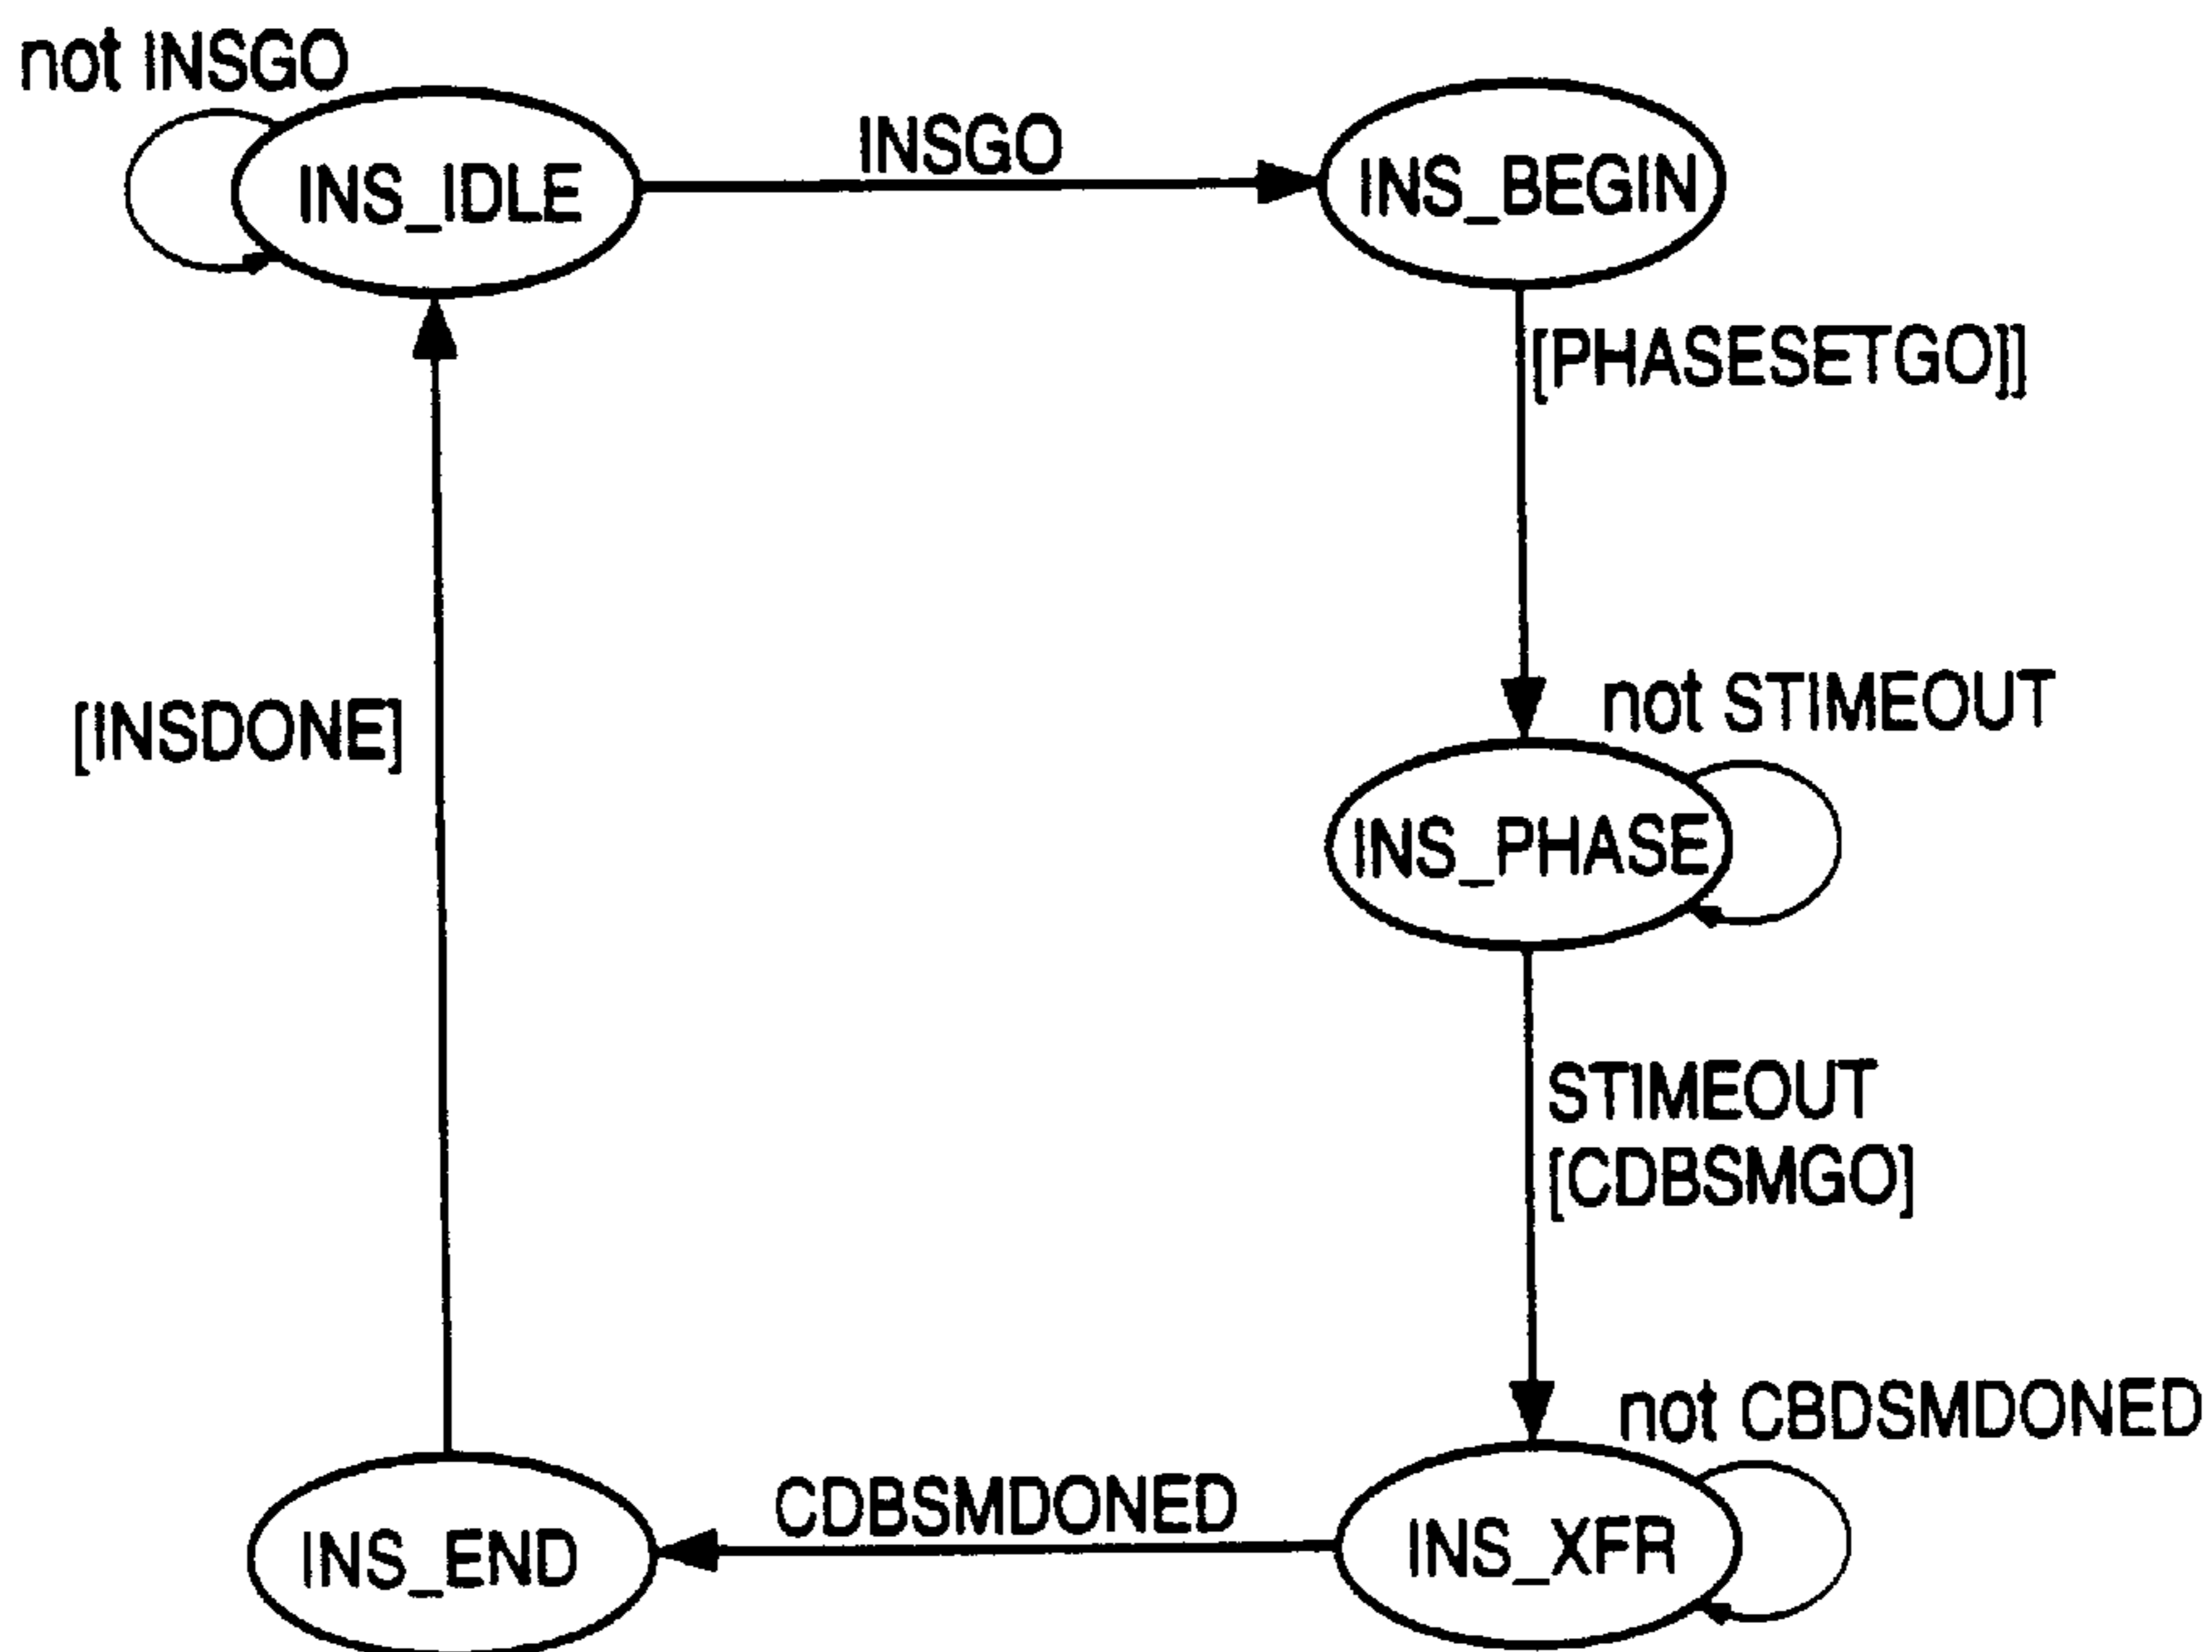 not INSGO
INS_IDLE
INSGO
INS_BEGIN
[PHASESETGO]]
[INSDONE]
not STIMEOUT
INS_PHASE
STIMEOUT
[CDBSMGO]
not CBDSMDONED
CDBSMDONED
INS_END
INS_XFR